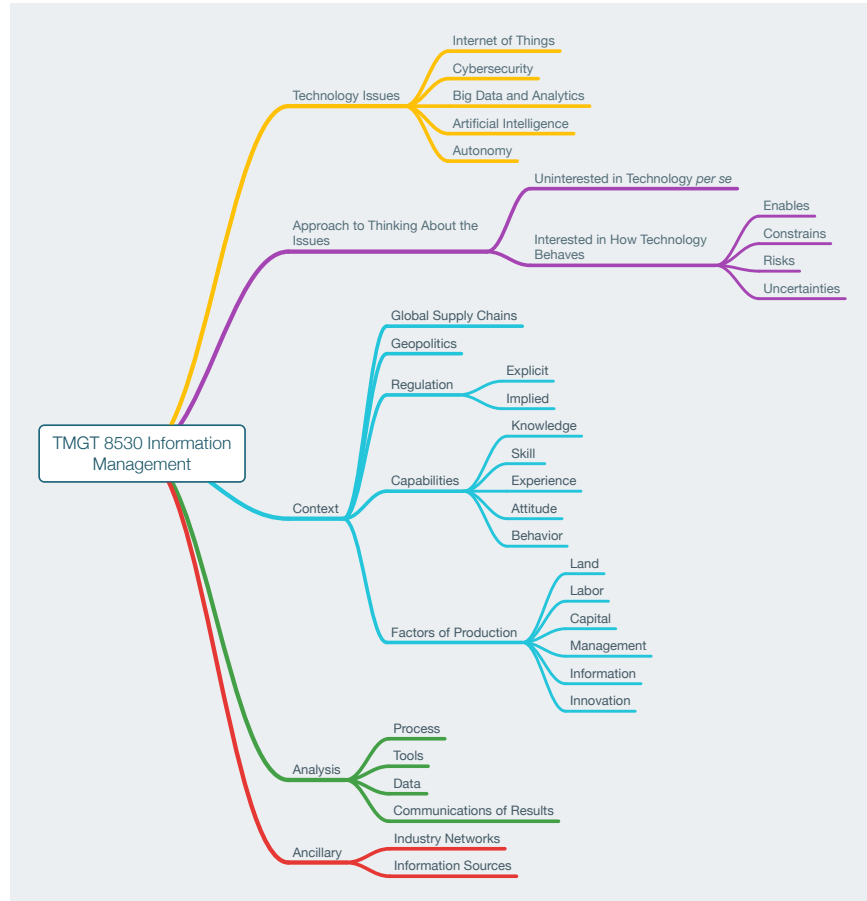 Internet of Things
Cybersecurity
Technology Issues
Big Data and Analytics
Artificial Intelligence
Autonomy
Uninterested in Technology per se
Approach to Thinking About the
Issues
Interested in How Technology
Behaves
Enables
Constrains
Risks
Uncertainties
Global Supply Chains
Geopolitics
Regulation
Explicit
Implied
TMGT 8530 Information
Management
Context
Capabilities
Knowledge
Skill
Experience
Attitude
Behavior
Factors of Production
Land
Labor
Capital
Management
Information
Innovation
Analysis
Process
Tools
Data
Communications of Results
Ancillary
Industry Networks
Information Sources